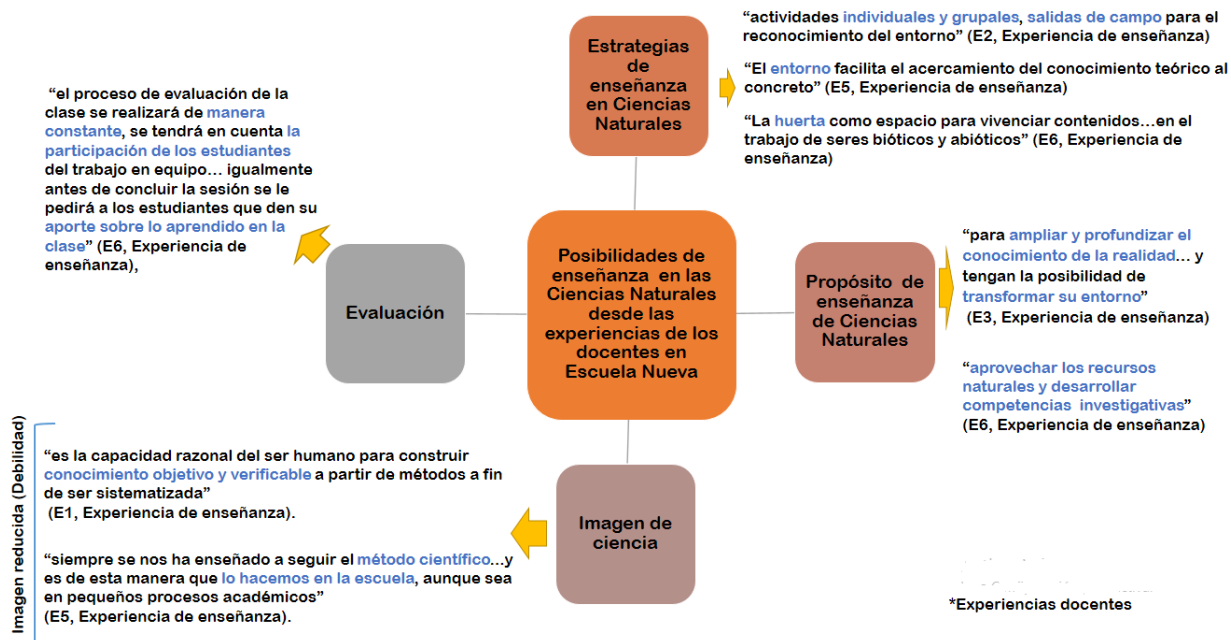 Estrategias
de
enseñanza
en Ciencias
Naturales
“actividades individuales y grupales, salidas de campo para el
reconocimiento del entorno” (E2, Experiencia de enseñanza)
“El entorno facilita el acercamiento del conocimiento teórico al
concreto” (E5, Experiencia de enseñanza)
“La huerta como espacio para vivenciar contenidos…en el
trabajo de seres bióticos y abióticos” (E6, Experiencia de
enseñanza)
“el proceso de evaluación de la
clase se realizará de manera
constante, se tendrá en cuenta la
participación de los estudiantes
del trabajo en equipo… igualmente
antes de concluir la sesión se le
pedirá a los estudiantes que den su
aporte sobre lo aprendido en la
clase” (E6, Experiencia de
enseñanza),
Evaluación
Posibilidades de
enseñanza en las
Ciencias Naturales
desde las
experiencias de los
docentes en
Escuela Nueva
Propósito de
enseñanza
de Ciencias
Naturales
“para ampliar y profundizar el
conocimiento de la realidad… y
tengan la posibilidad de
transformar su entorno”
(E3, Experiencia de enseñanza)
“aprovechar los recursos
naturales y desarrollar
competencias investigativas”
(E6, Experiencia de enseñanza)
Imagen reducida (Debilidad)
“es la capacidad razonal del ser humano para construir
conocimiento objetivo y verificable a partir de métodos a fin
de ser sistematizada”
(E1, Experiencia de enseñanza).
“siempre se nos ha enseñado a seguir el método científico…y
es de esta manera que lo hacemos en la escuela, aunque sea
en pequeños procesos académicos”
(E5, Experiencia de enseñanza).
Imagen de
ciencia
*Experiencias docentes